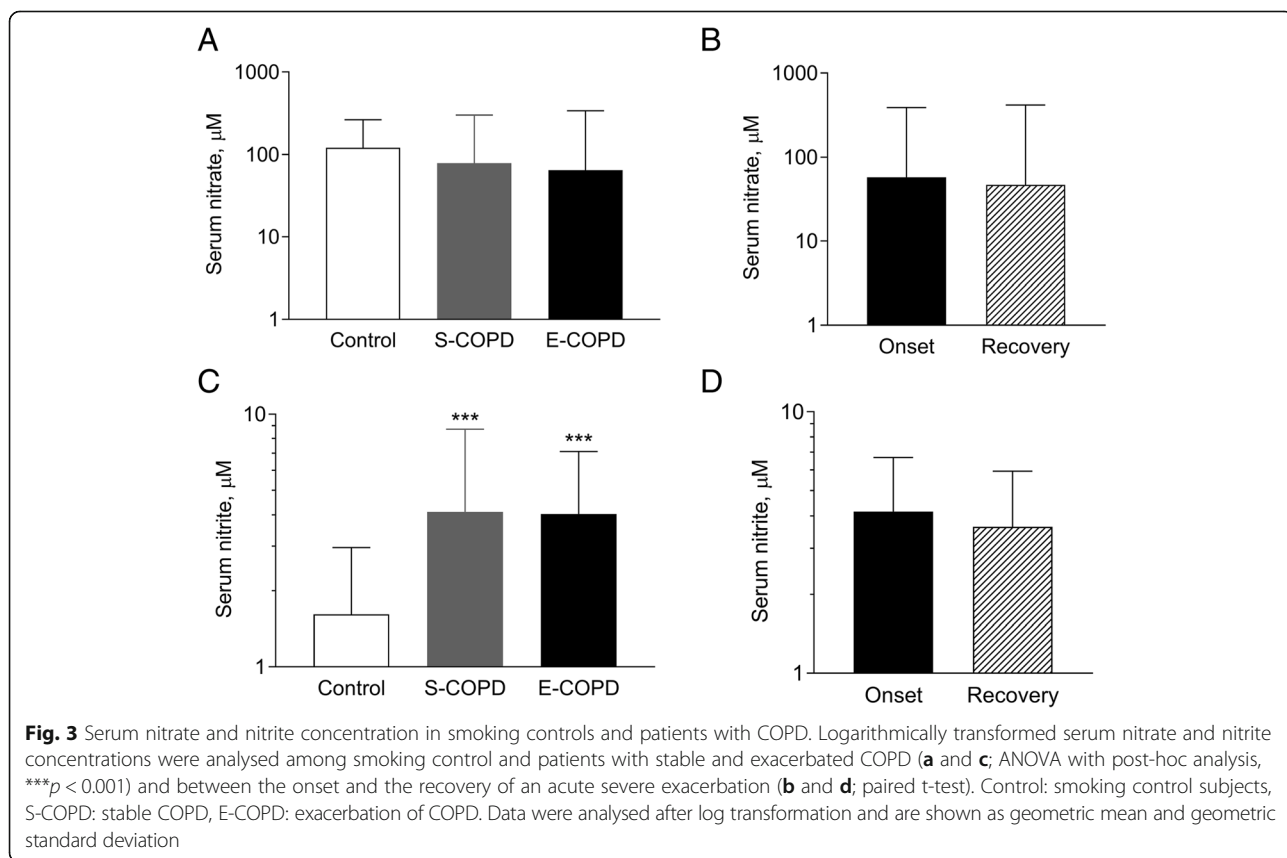 A
Serum nitrate, μM
1000
100
10
1
Control S-COPD E-COPD
B
Serum nitrate, μM
1000
100
10
1
Onset Recovery
C
Serum nitrite, μM
10
1
*** ***
Control S-COPD E-COPD
D
Serum nitrite, μM
10
1
Onset Recovery
Fig. 3 Serum nitrate and nitrite concentration in smoking controls and patients with COPD. Logarithmically transformed serum nitrate and nitrite
concentrations were analysed among smoking control and patients with stable and exacerbated COPD (a and c; ANOVA with post-hoc analysis,
***p < 0.001) and between the onset and the recovery of an acute severe exacerbation (b and d; paired t-test). Control: smoking control subjects,
S-COPD: stable COPD, E-COPD: exacerbation of COPD. Data were analysed after log transformation and are shown as geometric mean and geometric
standard deviation